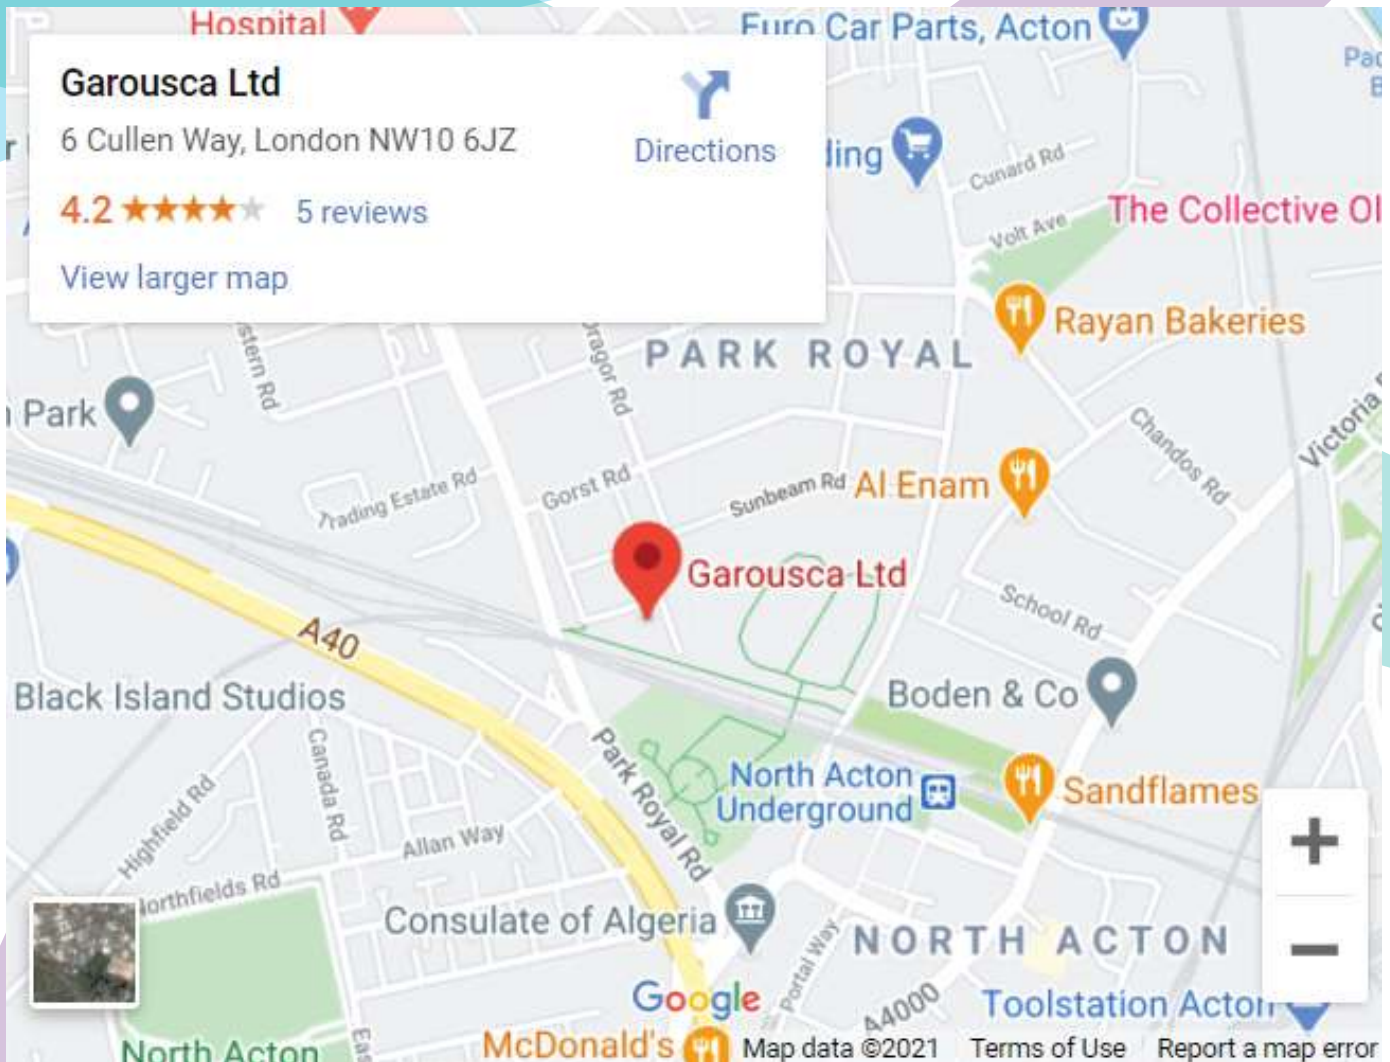 Hospital
Euro Car Parts, Acton
Garousca Ltd
6 Cullen Way, London NW10 6JZ
Directions
4.2
5 reviews
View larger map
Cunard Rd
Volt Ave
The Collective Ol
Rayan Bakeries
PARK ROYAL
Park
Chandos Rd
Victoria
Trading Estate Rd
Gorst Rd
Sunbeam Rd
Al Enam
Garousca Ltd
School Rd
A40
Black Island Studios
Boden & Co
Canada Rd
Park Royal Rd
North Acton
Underground
Sandflames
+
Highfield Rd
Allan Way
Consulate of Algeria
NORTH ACTON
−
Portal Way
Google
A4000
Toolstation Acton
North Acton
McDonald's
Map data ©2021
Terms of Use
Report a map error